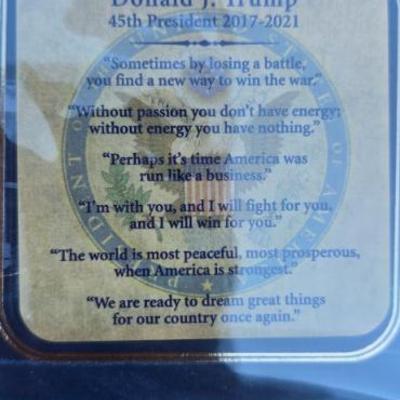 Donald J. Trump
45th President 2017-2021
“Sometimes by losing a battle,
you find a new way to win the war.”
“Without passion you don’t have energy;
without energy you have nothing.”
“Perhaps it’s time America was
run like a business.”
“I’m with you, and I will fight for you,
and I will win for you.”
“The world is most peaceful, most prosperous,
when America is strongest.”
“We are ready to dream great things
for our country once again.”